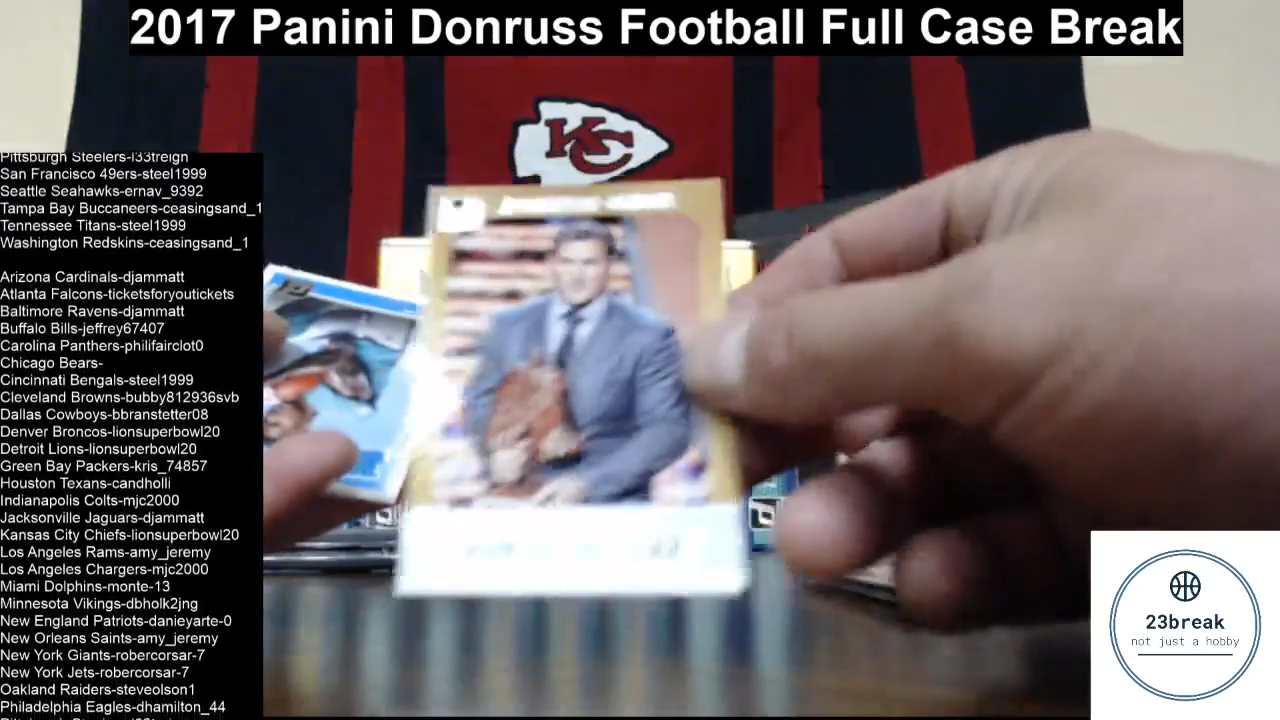 2017 Panini Donruss Football Full Case Break
KC
Pittsburgh Steelers-l33treign
San Francisco 49ers-steel1999
Seattle Seahawks-ernav_9392
Tampa Bay Buccaneers-ceasingsand_1
Tennessee Titans-steel1999
Washington Redskins-ceasingsand_1
Arizona Cardinals-djammatt
Atlanta Falcons-ticketsforyoutickets
Baltimore Ravens-djammatt
Buffalo Bills-jeffrey67407
Carolina Panthers-philifairclot0
Chicago Bears-
Cincinnati Bengals-steel1999
Cleveland Browns-bubby812936svb
Dallas Cowboys-bbranstetter08
Denver Broncos-lionsuperbowl20
Detroit Lions-lionsuperbowl20
Green Bay Packers-kris_74857
Houston Texans-candholli
Indianapolis Colts-mjc2000
Jacksonville Jaguars-djammatt
Kansas City Chiefs-lionsuperbowl20
Los Angeles Rams-amy_jeremy
Los Angeles Chargers-mjc2000
Miami Dolphins-monte-13
Minnesota Vikings-dbholk2jng
New England Patriots-danieyarte-0
New Orleans Saints-amy_jeremy
New York Giants-robercorsar-7
New York Jets-robercorsar-7
Oakland Raiders-steveolson1
Philadelphia Eagles-dhamilton_44
23break
not just a hobby